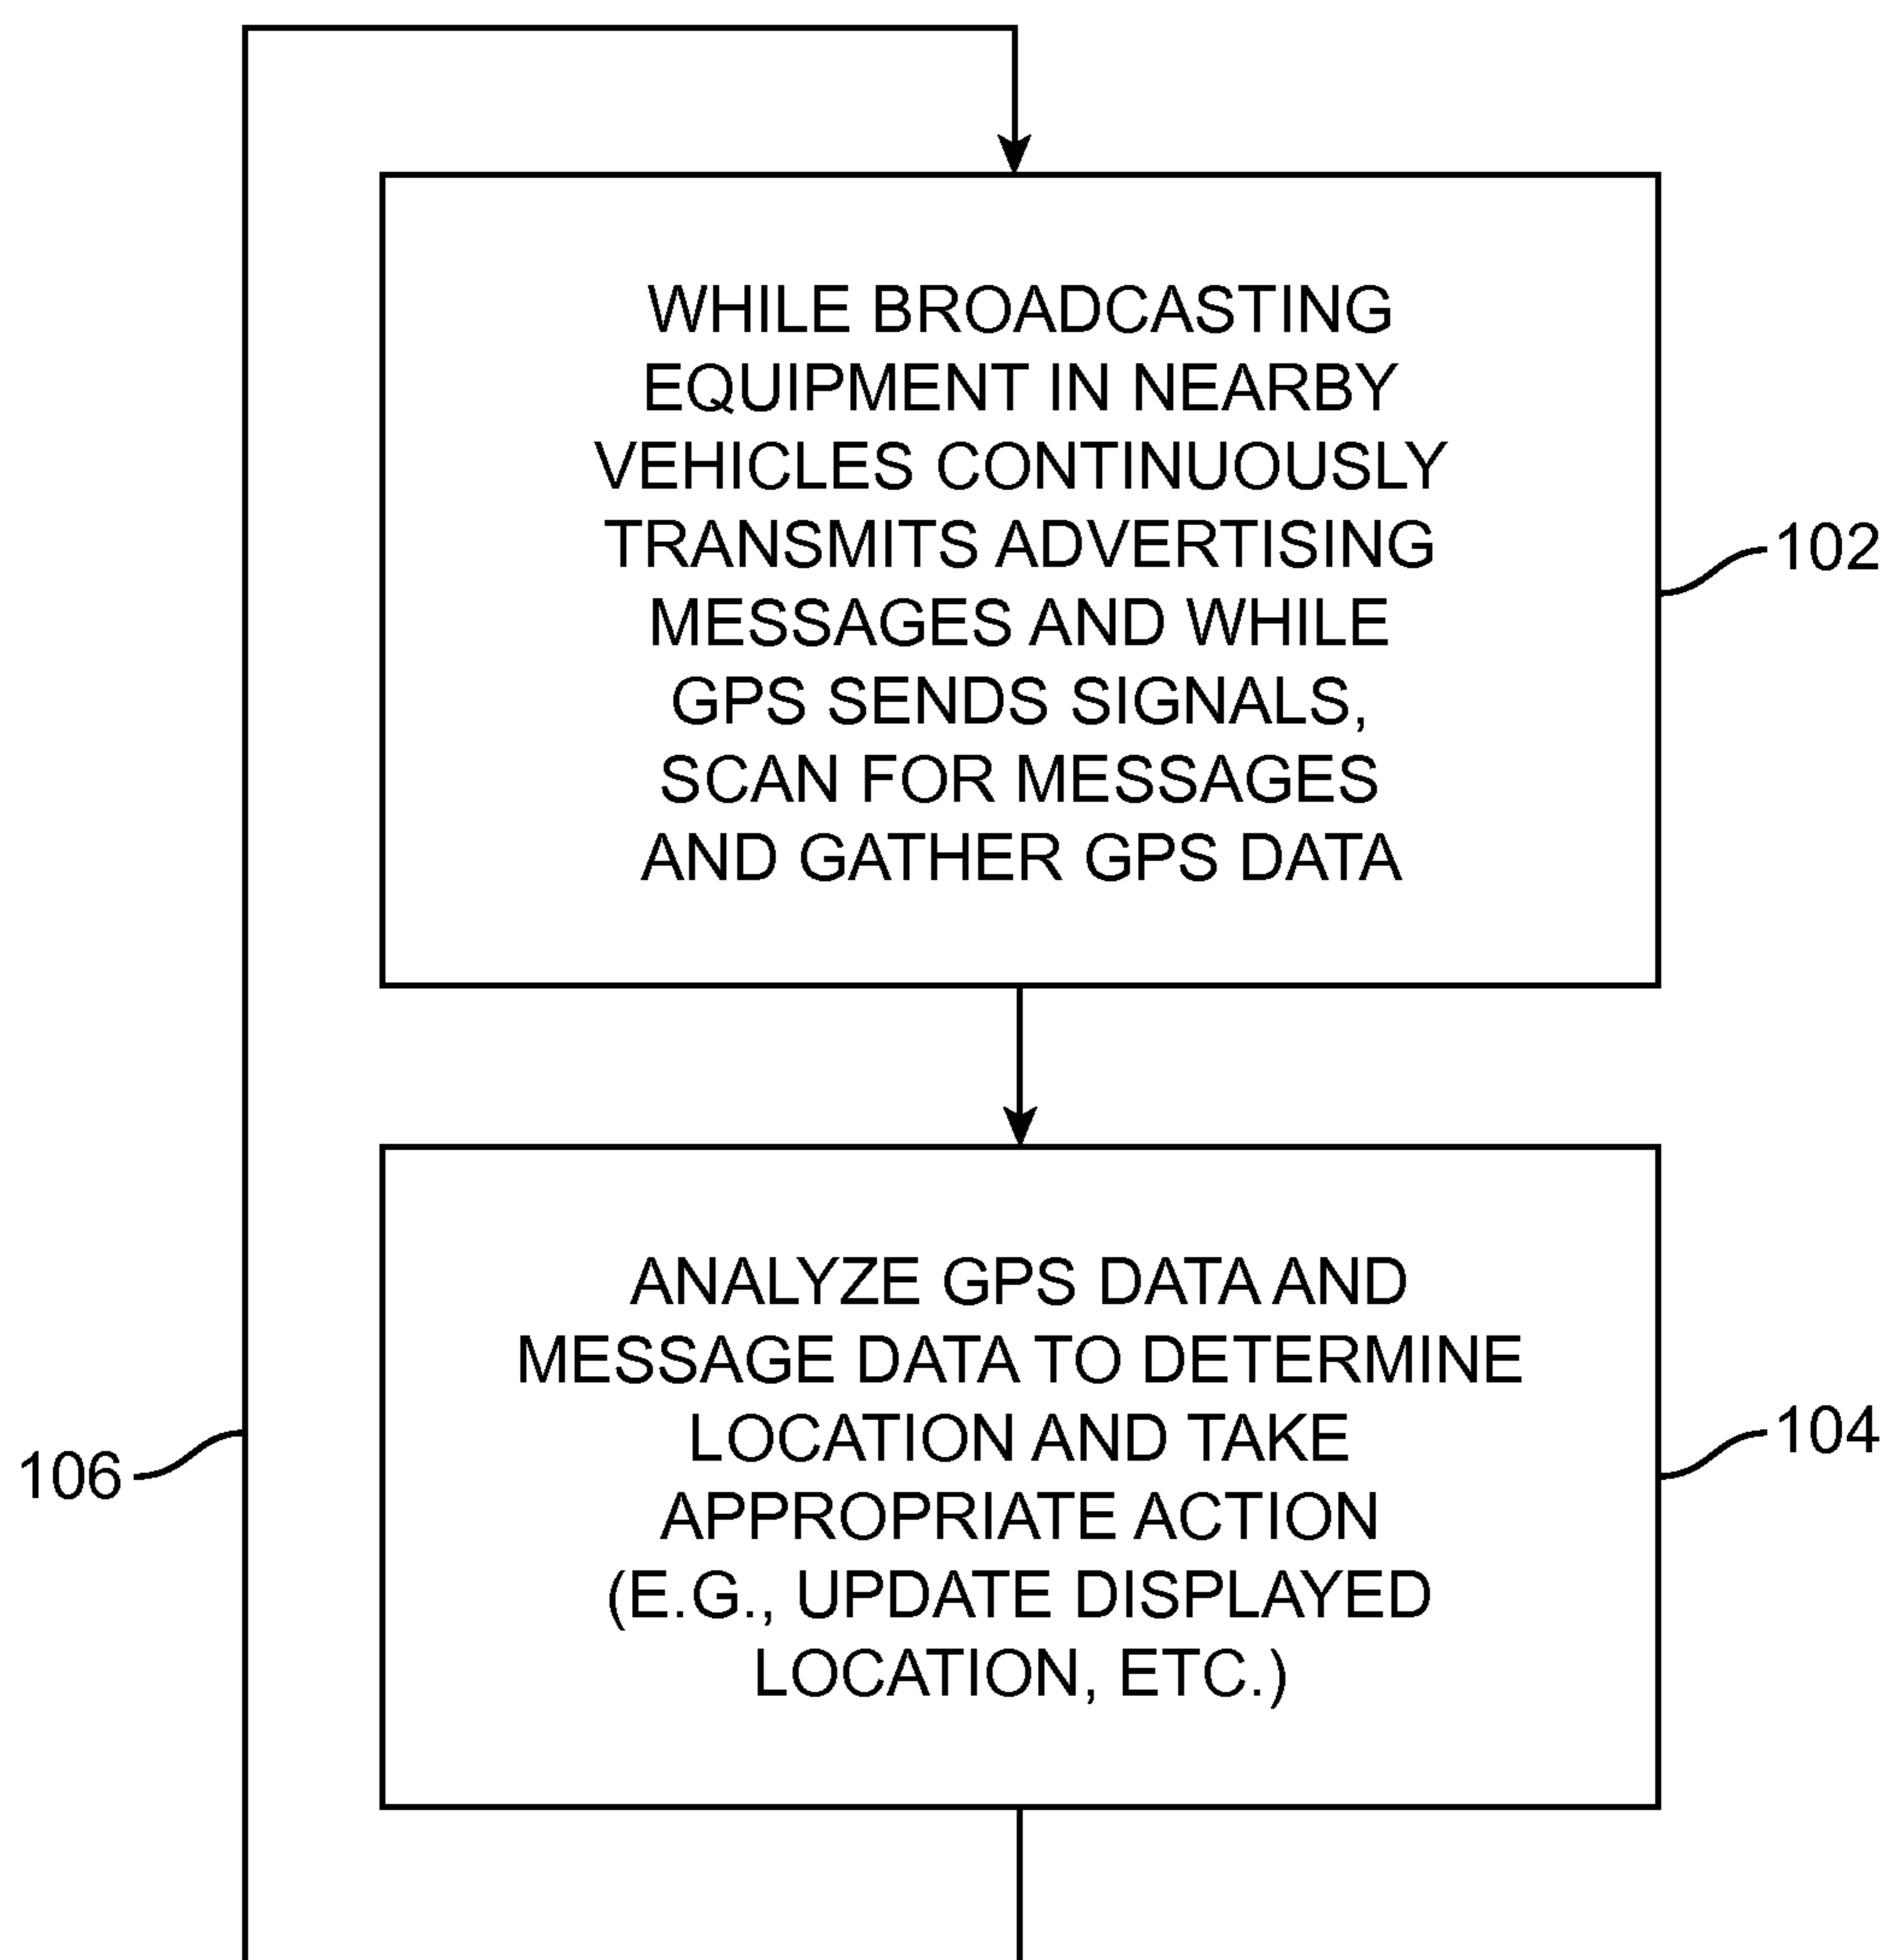 WHILE BROADCASTING
EQUIPMENT IN NEARBY
VEHICLES CONTINUOUSLY
TRANSMITS ADVERTISING
MESSAGES AND WHILE
GPS SENDS SIGNALS,
SCAN FOR MESSAGES
AND GATHER GPS DATA
102
ANALYZE GPS DATA AND
MESSAGE DATA TO DETERMINE
LOCATION AND TAKE
APPROPRIATE ACTION
(E.G., UPDATE DISPLAYED
LOCATION, ETC.)
104
106